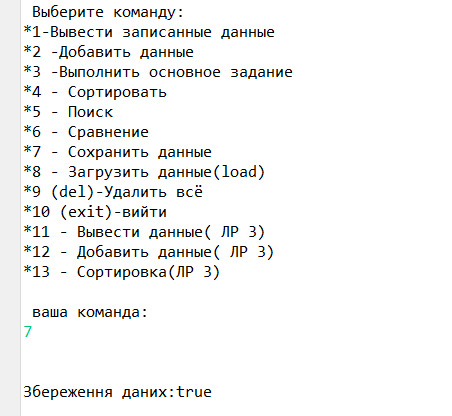 Выберите команду:
*1-Вывести записанные данные
*2 -Добавить данные
*3 -Выполнить основное задание
*4 - Сортировать
*5 - Поиск
*6 - Сравнение
*7 - Сохранить данные
*8 - Загрузить данные(load)
*9 (del)-Удалить всё
*10 (exit)-вийти
*11 - Вывести данные( ЛР 3)
*12 - Добавить данные( ЛР 3)
*13 - Сортировка(ЛР 3)
ваша команда:
7
Збереження даних:true